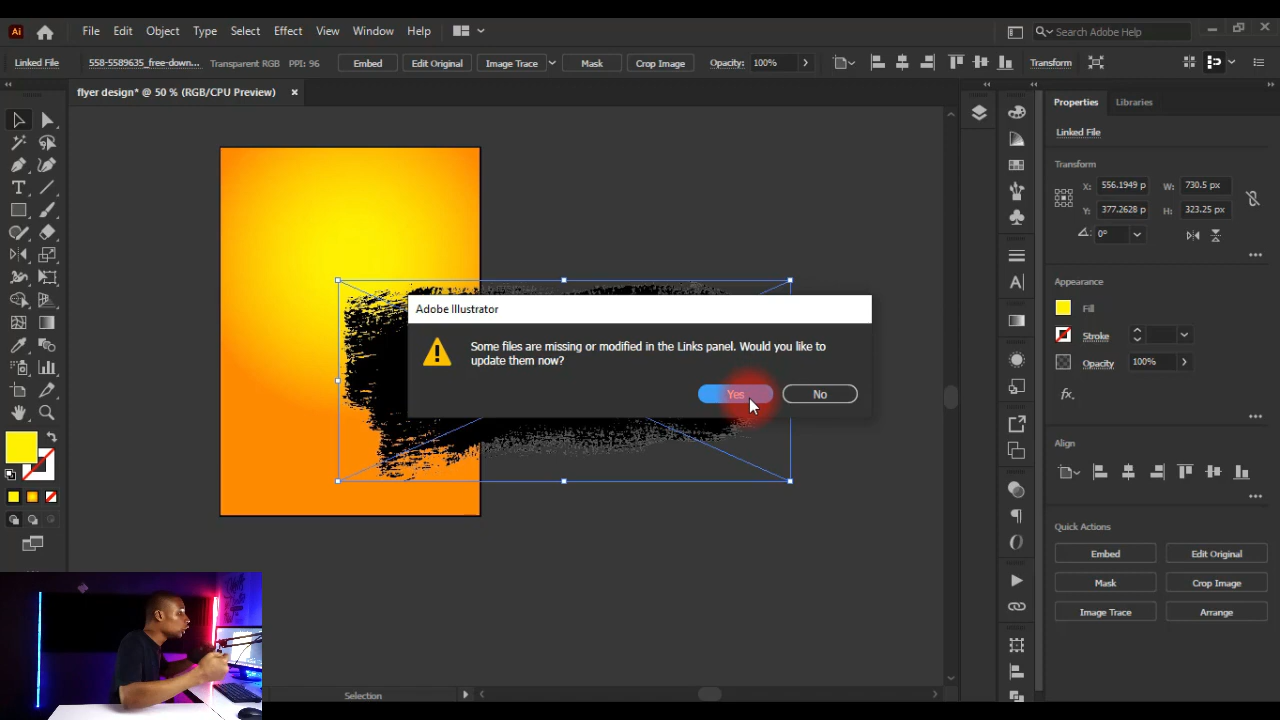 Ai File Edit Object Type Select Effect View Window Help Search Adobe Help
Linked File 558-5589635_free-down... Transparent RGB PPI: 96 Embed Edit Original Image Trace Mask Crop Image Opacity: 100% Transform
flyer design* @ 50 % (RGB/CPU Preview) ×
Properties Libraries
Linked File
Transform
X: 556.1949 p W: 730.5 px
Y: 377.2628 p H: 323.25 px
0°
Appearance
Fill
Stroke
Opacity 100%
fx.
Align
Quick Actions
Embed Edit Original
Mask Crop Image
Image Trace Arrange
Adobe Illustrator
Some files are missing or modified in the Links panel. Would you like to
update them now?
Yes No
Selection